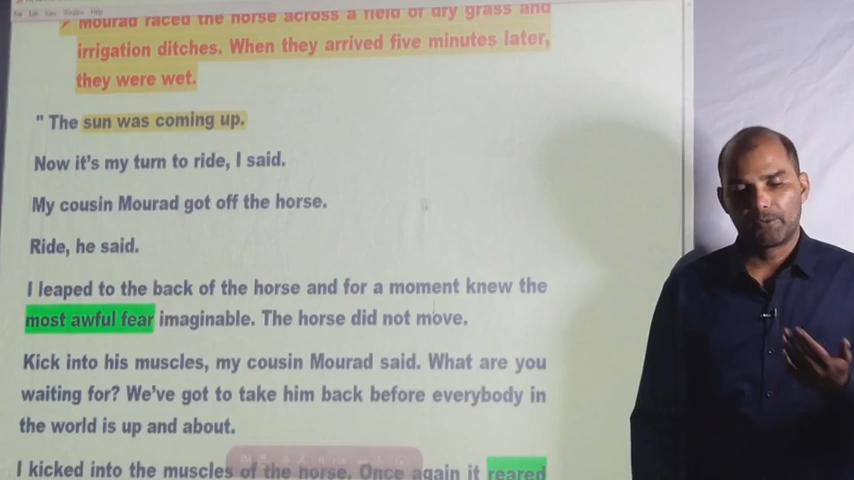 File Edit View Window Help
Mourad raced the horse across a field of dry grass and
irrigation ditches. When they arrived five minutes later,
they were wet.
" The sun was coming up.
Now it's my turn to ride, I said.
My cousin Mourad got off the horse.
Ride, he said.
I leaped to the back of the horse and for a moment knew the
most awful fear imaginable. The horse did not move.
Kick into his muscles, my cousin Mourad said. What are you
waiting for? We've got to take him back before everybody in
the world is up and about.
I kicked into the muscles of the horse. Once again it reared